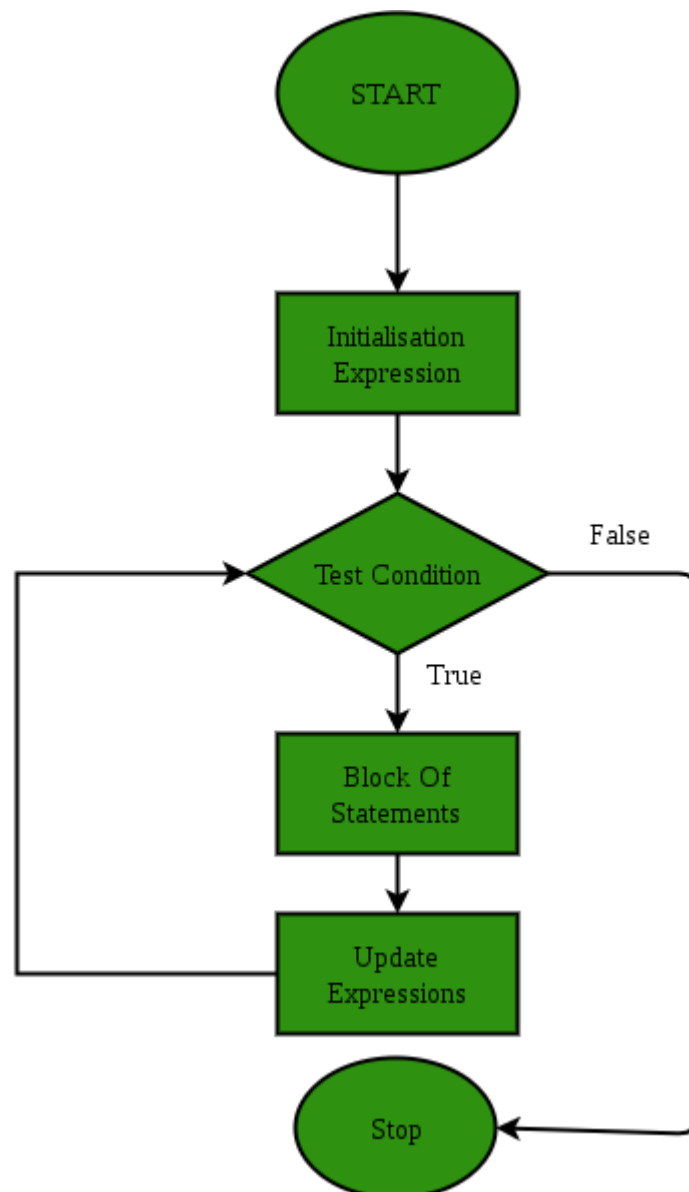 START
Initialisation
Expression
False
Test Condition
True
Block Of
Statements
Update
Expressions
Stop